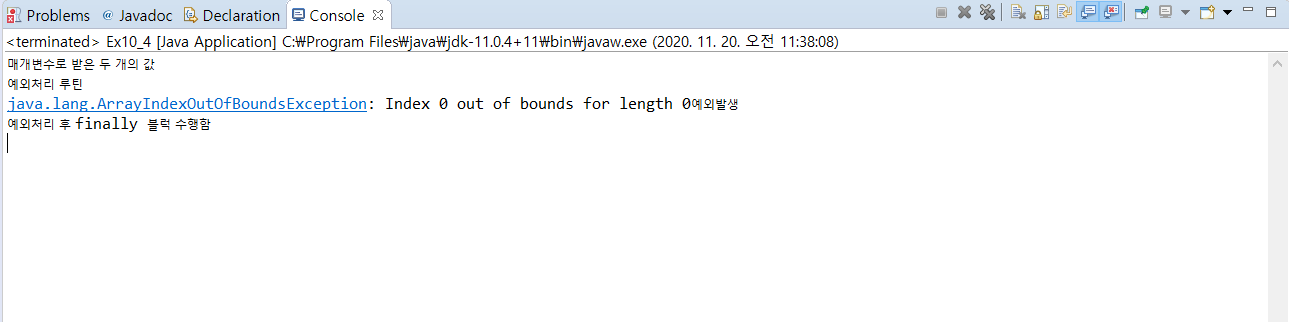 Problems @ Javadoc Declaration Console
<terminated> Ex10_4 [Java Application] C:₩Program Files₩java₩jdk-11.0.4+11₩bin₩javaw.exe (2020. 11. 20. 오전 11:38:08)
매개변수로 받은 두 개의 값
예외처리 루틴
java.lang.ArrayIndexOutOfBoundsException: Index 0 out of bounds for length 0예외발생
예외처리 후 finally 블럭 수행함